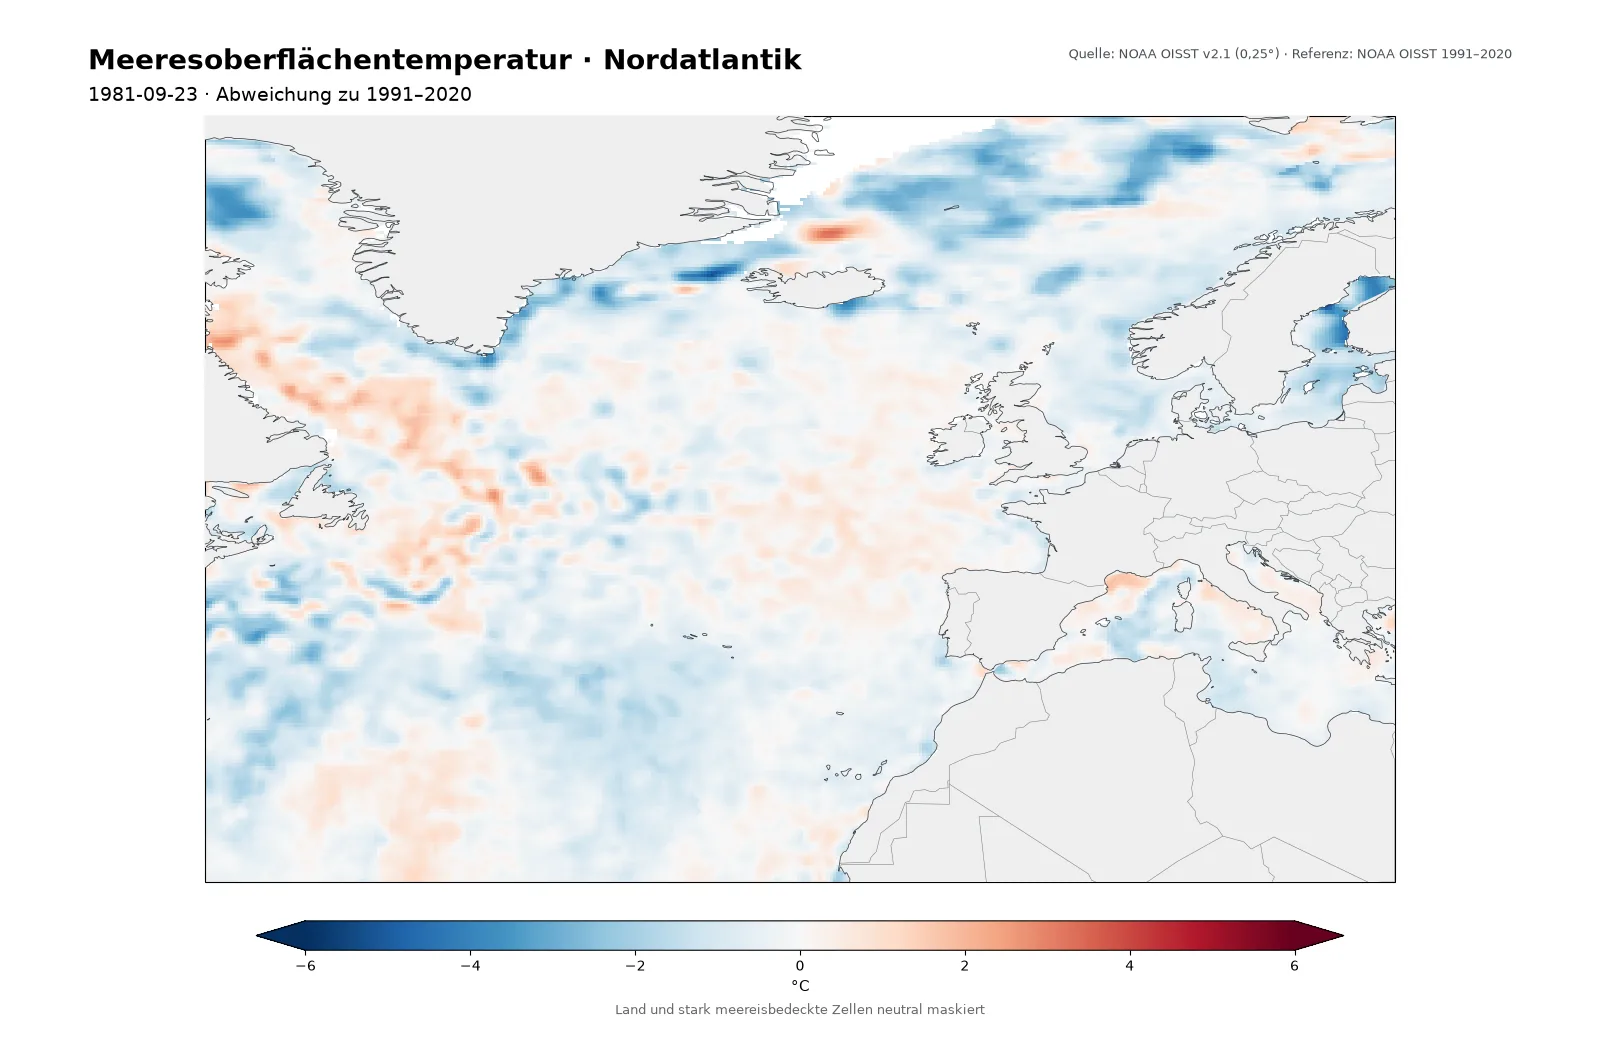 Meeresoberflächentemperatur · Nordatlantik
Quelle: NOAA OISST v2.1 (0,25°) · Referenz: NOAA OISST 1991–2020
1981-09-23 · Abweichung zu 1991–2020
−6 −4 −2 0 2 4 6
°C
Land und stark meereisbedeckte Zellen neutral maskiert